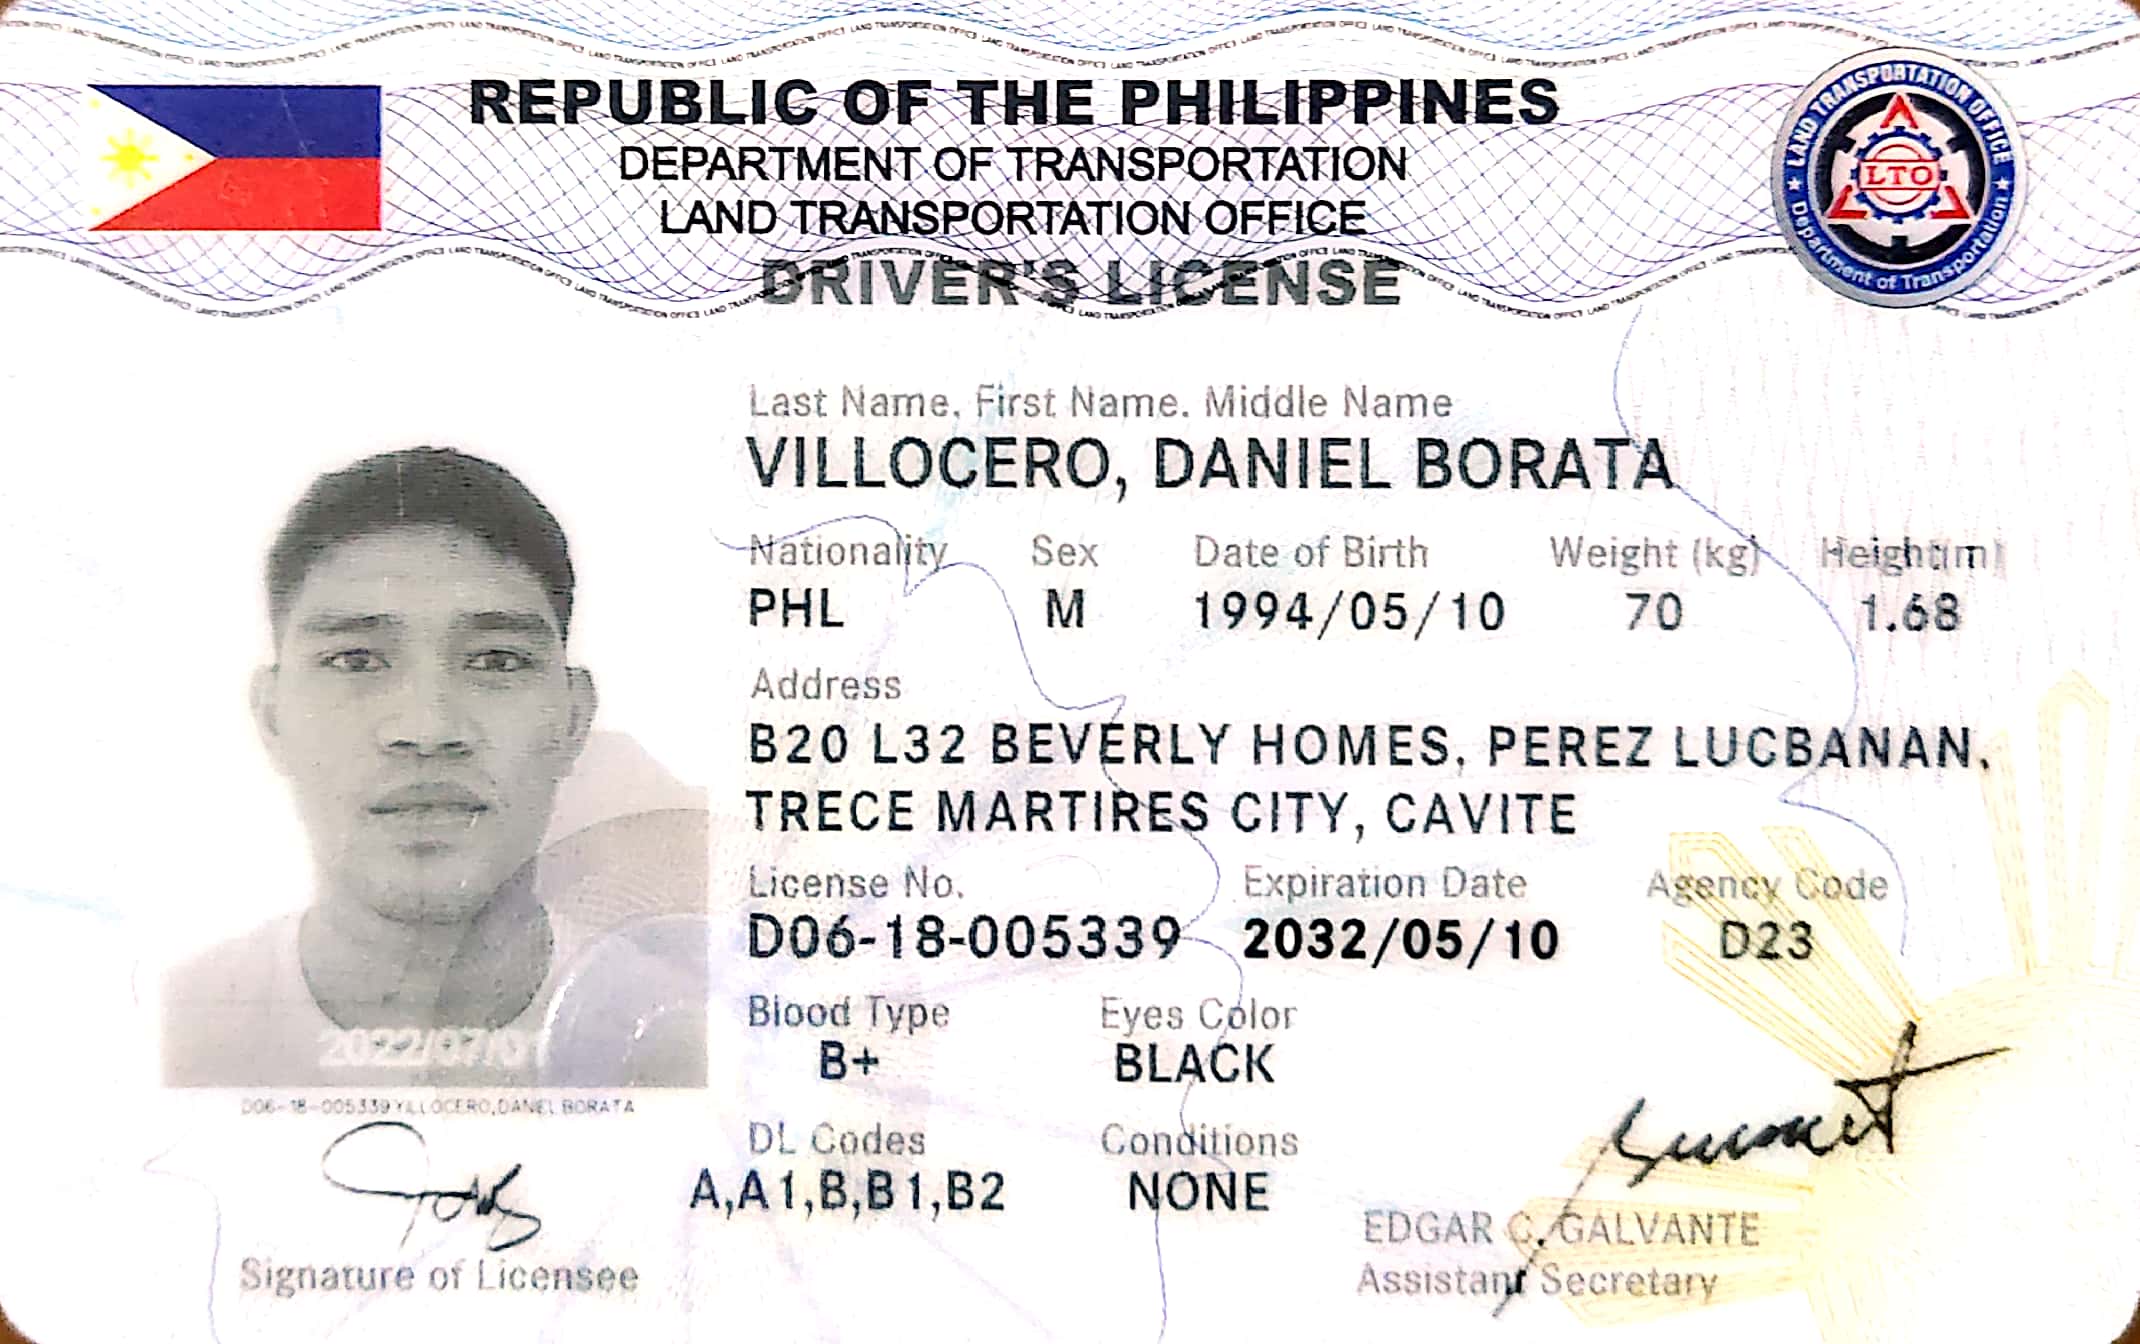 REPUBLIC OF THE PHILIPPINES
DEPARTMENT OF TRANSPORTATION
LAND TRANSPORTATION OFFICE
DRIVER'S LICENSE
LAND TRANSPORTATION OFFICE
LTO
Department of Transportation
Last Name, First Name, Middle Name
VILLOCERO, DANIEL BORATA
Nationality Sex Date of Birth Weight (kg) Height(m)
PHL M 1994/05/10 70 1.68
Address
B20 L32 BEVERLY HOMES, PEREZ LUCBANAN,
TRECE MARTIRES CITY, CAVITE
License No. Expiration Date Agency Code
D06-18-005339 2032/05/10 D23
Blood Type Eyes Color
B+ BLACK
DL Codes Conditions
A,A1,B,B1,B2 NONE
D06-18-005339 VILLOCERO,DANIEL BORATA
Signature of Licensee
EDGAR C. GALVANTE
Assistant Secretary